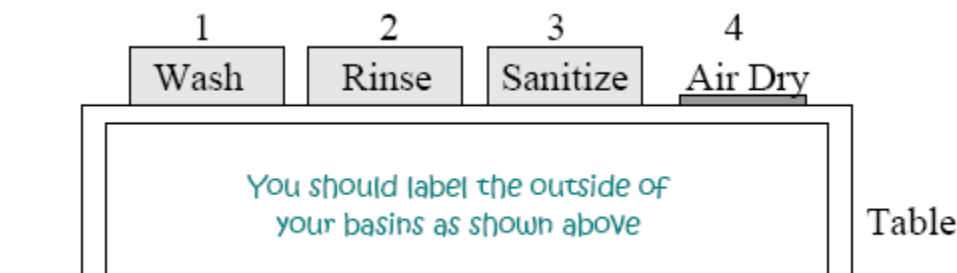 1 2 3 4
Wash Rinse Sanitize Air Dry
You should label the outside of
your basins as shown above
Table